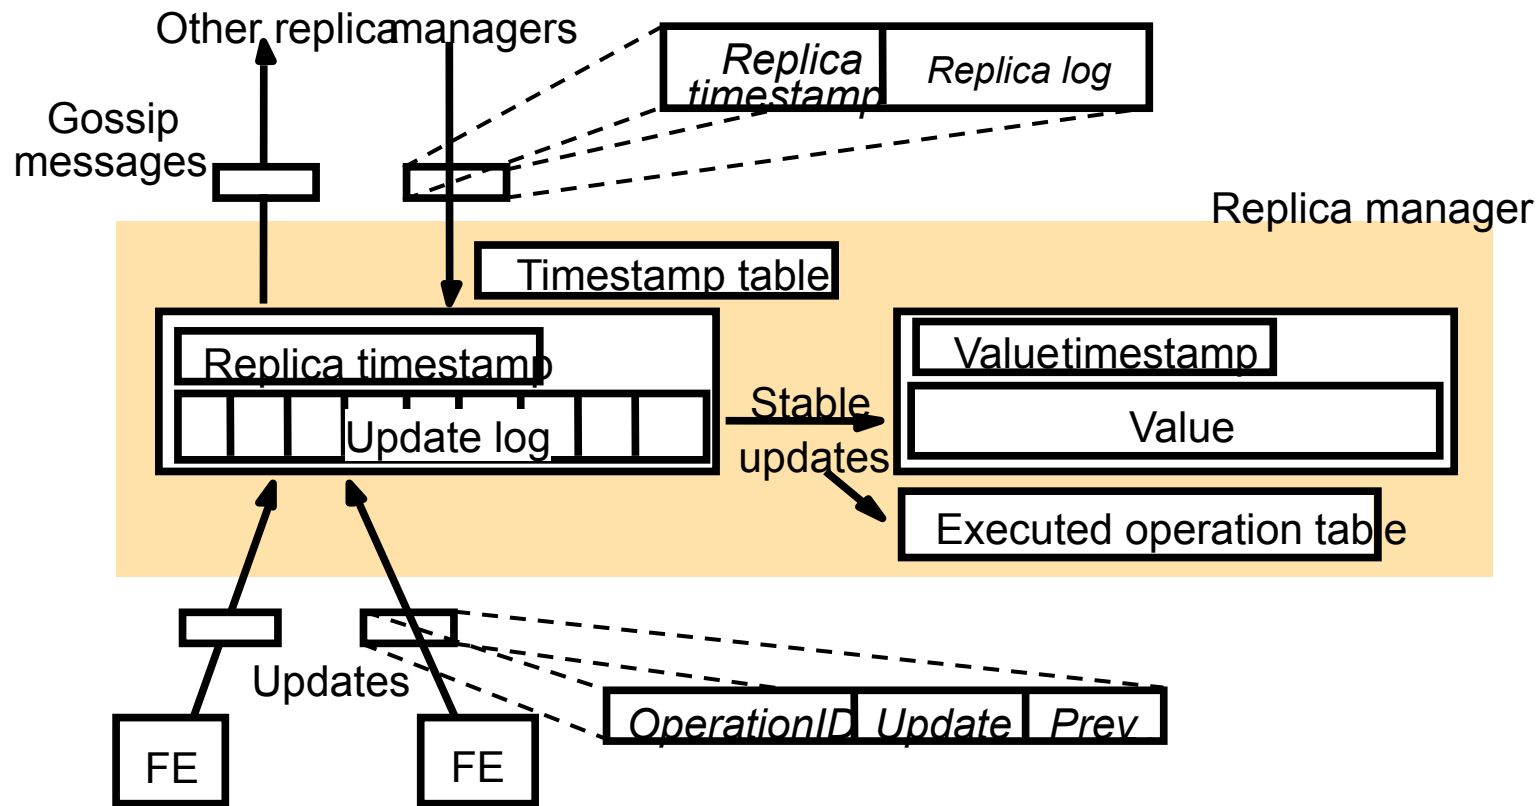 Other replica managers
Replica
timestamp
Replica log
Gossip
messages
Replica manager
Timestamp table
Replica timestamp
Update log
Stable
updates
Value timestamp
Value
Executed operation table
Updates
OperationID
Update
Prev
FE
FE